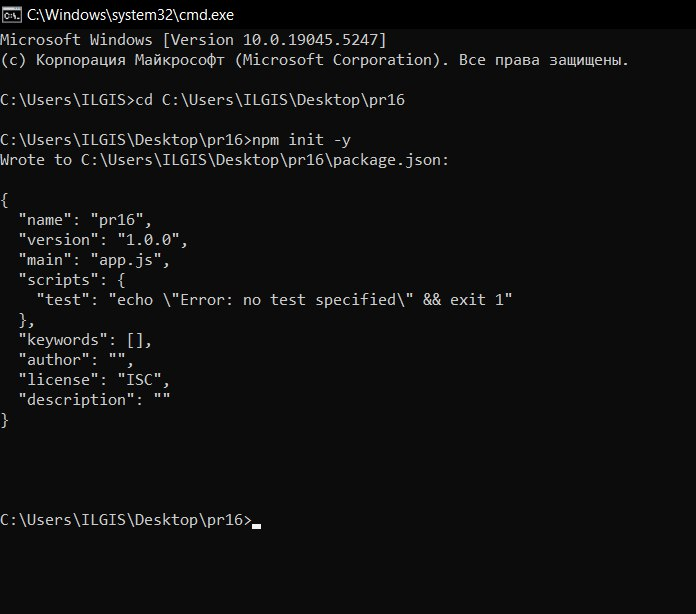 C:\Windows\system32\cmd.exe
Microsoft Windows [Version 10.0.19045.5247]
(c) Корпорация Майкрософт (Microsoft Corporation). Все права защищены.
C:\Users\ILGIS>cd C:\Users\ILGIS\Desktop\pr16
C:\Users\ILGIS\Desktop\pr16>npm init -y
Wrote to C:\Users\ILGIS\Desktop\pr16\package.json:
{
  "name": "pr16",
  "version": "1.0.0",
  "main": "app.js",
  "scripts": {
    "test": "echo \"Error: no test specified\" && exit 1"
  },
  "keywords": [],
  "author": "",
  "license": "ISC",
  "description": ""
}
C:\Users\ILGIS\Desktop\pr16>